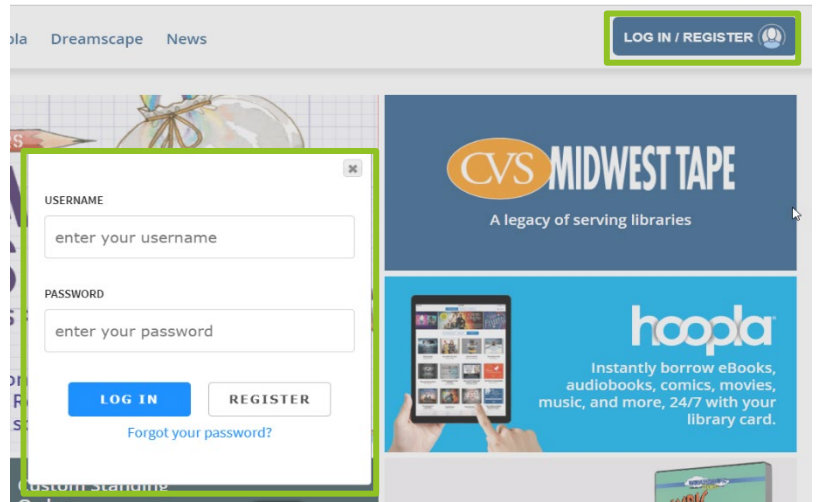 Dreamscape News
LOG IN / REGISTER
CVS MIDWEST TAPE
A legacy of serving libraries
USERNAME
enter your username
PASSWORD
enter your password
LOG IN REGISTER
Forgot your password?
hoopla
Instantly borrow eBooks,
audiobooks, comics, movies,
music, and more, 24/7 with your
library card.
Custom Standing